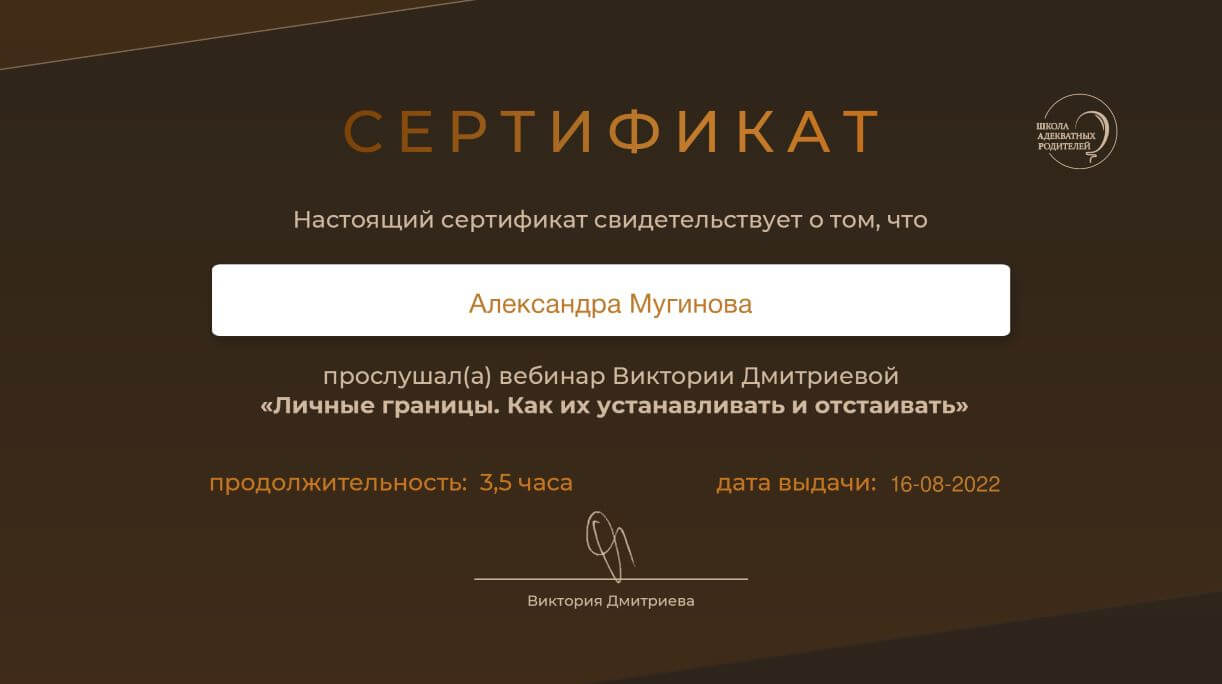 СЕРТИФИКАТ
ШКОЛА
АДЕКВАТНЫХ
РОДИТЕЛЕЙ
Настоящий сертификат свидетельствует о том, что
Александра Мугинова
прослушал(а) вебинар Виктории Дмитриевой
«Личные границы. Как их устанавливать и отстаивать»
продолжительность: 3,5 часа
дата выдачи: 16-08-2022
Виктория Дмитриева